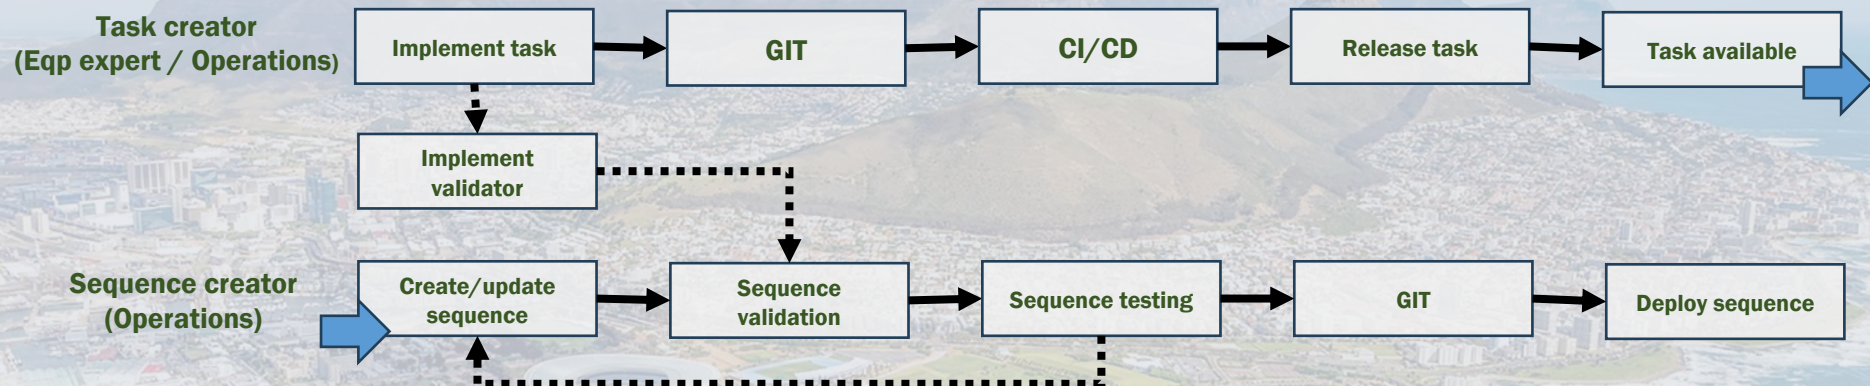 Task creator
(Eqp expert / Operations)
Implement task
GIT
CI/CD
Release task
Task available
Implement
validator
Sequence creator
(Operations)
Create/update
sequence
Sequence
validation
Sequence testing
GIT
Deploy sequence